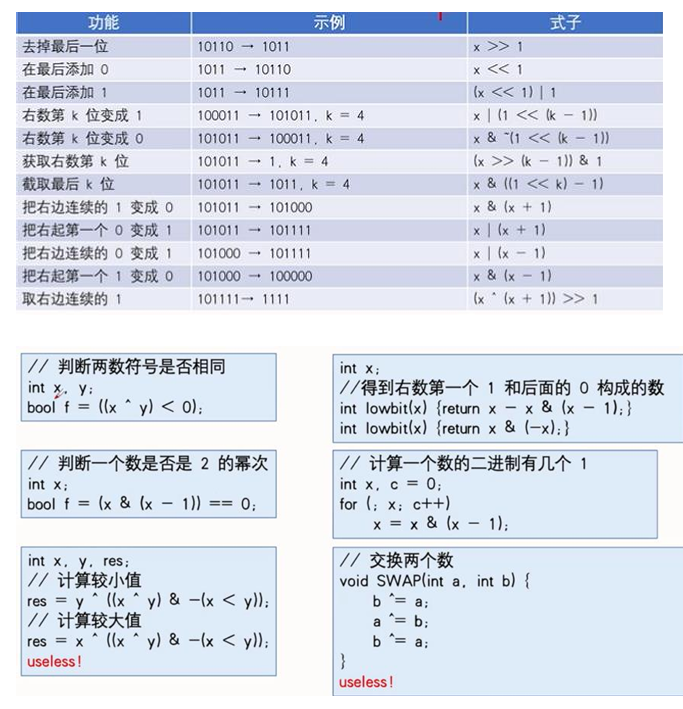 功能 示例 式子
去掉最后一位 10110 → 1011 x >> 1
在最后添加 0 1011 → 10110 x << 1
在最后添加 1 1011 → 10111 (x << 1) | 1
右数第 k 位变成 1 100011 → 101011, k = 4 x | (1 << (k − 1))
右数第 k 位变成 0 101011 → 100011, k = 4 x & ~(1 << (k − 1))
获取右数第 k 位 101011 → 1, k = 4 (x >> (k − 1)) & 1
截取最后 k 位 101011 → 1011, k = 4 x & ((1 << k) − 1)
把右边连续的 1 变成 0 101011 → 101000 x & (x + 1)
把右起第一个 0 变成 1 101011 → 101111 x | (x + 1)
把右边连续的 0 变成 1 101000 → 101111 x | (x − 1)
把右起第一个 1 变成 0 101000 → 100000 x & (x − 1)
取右边连续的 1 101111→ 1111 (x ^ (x + 1)) >> 1
// 判断两数符号是否相同
int x, y;
bool f = ((x ^ y) < 0);
int x;
//得到右数第一个 1 和后面的 0 构成的数
int lowbit(x) {return x − x & (x − 1);}
int lowbit(x) {return x & (−x);}
// 判断一个数是否是 2 的幂次
int x;
bool f = (x & (x − 1)) == 0;
// 计算一个数的二进制有几个 1
int x, c = 0;
for (; x; c++)
x = x & (x − 1);
int x, y, res;
// 计算较小值
res = y ^ ((x ^ y) & −(x < y));
// 计算较大值
res = x ^ ((x ^ y) & −(x < y));
useless!
// 交换两个数
void SWAP(int a, int b) {
b ^= a;
a ^= b;
b ^= a;
}
useless!